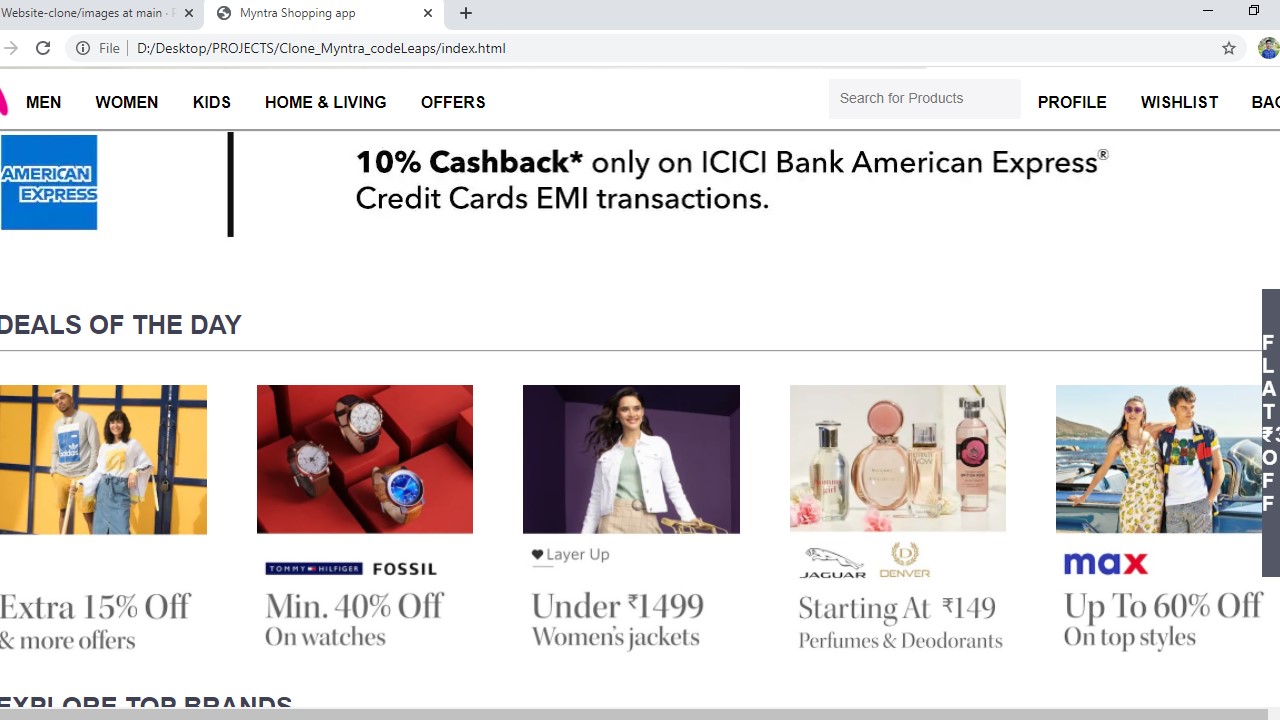 Website-clone/images at main ·
Myntra Shopping app
File
D:/Desktop/PROJECTS/Clone_Myntra_codeLeaps/index.html
MEN WOMEN KIDS HOME & LIVING OFFERS
Search for Products
PROFILE WISHLIST BAG
AMERICAN
EXPRESS
10% Cashback* only on ICICI Bank American Express®
Credit Cards EMI transactions.
DEALS OF THE DAY
F
L
A
T
₹3
O
F
F
adidas
TOMMY HILFIGER FOSSIL
Layer Up
JAGUAR DENVER
max
Extra 15% Off
& more offers
Min. 40% Off
On watches
Under ₹1499
Women's jackets
Starting At ₹149
Perfumes & Deodorants
Up To 60% Off
On top styles
EXPLORE TOP BRANDS